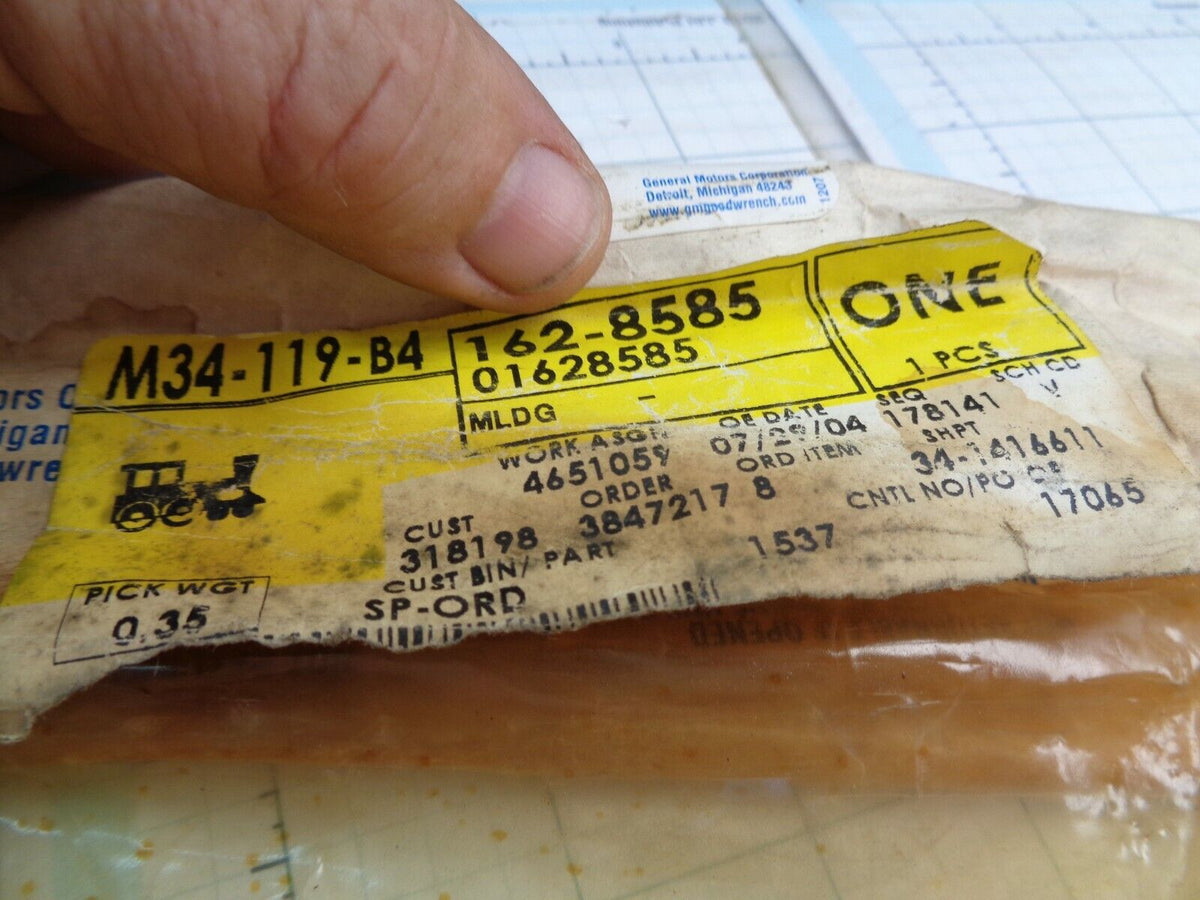 General Motors Corporation
Detroit, Michigan 48243
www.gmgoodwrench.com
1207
M34-119-B4
162-8585
01628585
MLDG -
ONE
1 PCS
SCH CD
V
WORK ASGN
4651059
OE DATE
07/29/04
SEQ
178141
SHPT
34-1416611
CUST
318198
ORDER
3847217
ORD ITEM
8
CNTL NO/PO
17065
CUST BIN/ PART
1537
SP-ORD
PICK WGT
0.35
OPENED